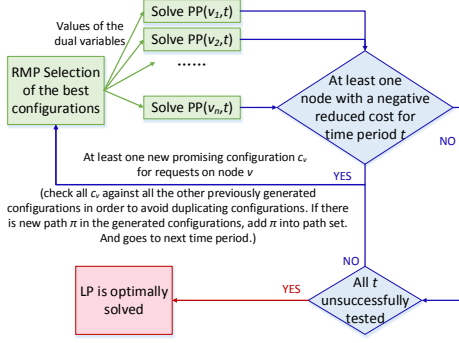 Values of the
dual variables
Solve PP(v₁,t)
Solve PP(v₂,t)
......
Solve PP(vₙ,t)
RMP Selection
of the best
configurations
At least one
node with a negative
reduced cost for
time period t
NO
YES
At least one new promising configuration cᵥ
for requests on node v
(check all cᵥ against all the other previously generated
configurations in order to avoid duplicating configurations. If there
is new path π in the generated configurations, add π into path set.
And goes to next time period.)
NO
LP is optimally
solved
YES
All t
unsuccessfully
tested